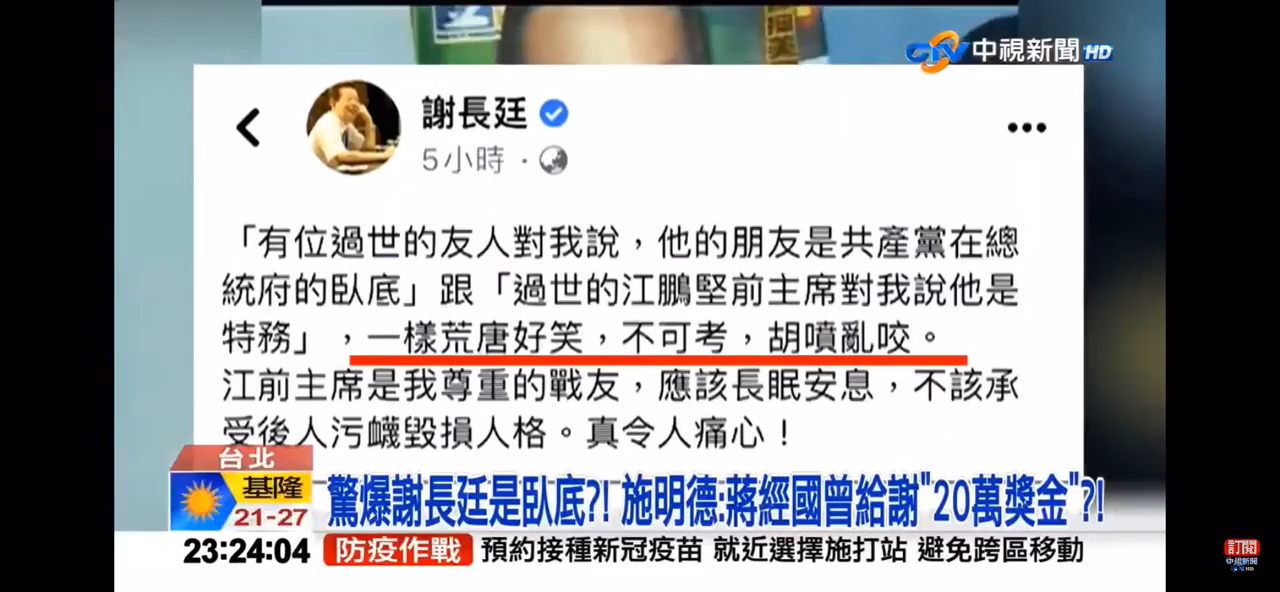 CTV中視新聞HD
謝長廷
5小時·
「有位過世的友人對我說，他的朋友是共產黨在總
統府的臥底」跟「過世的江鵬堅前主席對我說他是
特務」，一樣荒唐好笑，不可考，胡噴亂咬。
江前主席是我尊重的戰友，應該長眠安息，不該承
受後人污衊毀損人格。真令人痛心！
台北
基隆
21-27
驚爆謝長廷是臥底?! 施明德:蔣經國曾給謝"20萬獎金"?!
23:24:04 防疫作戰 預約接種新冠疫苗 就近選擇施打站 避免跨區移動
訂閱
中視新聞